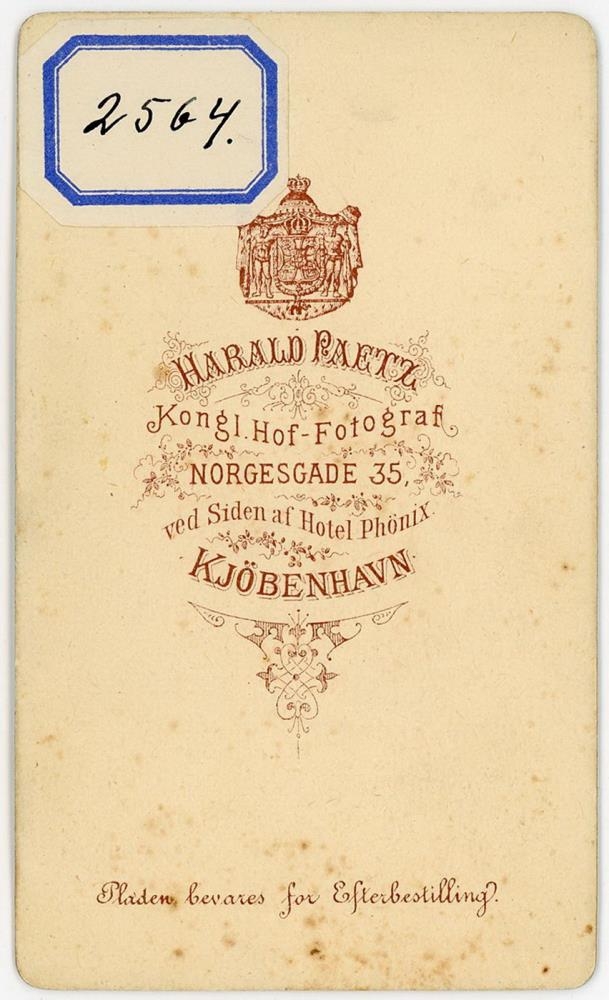 2564.
HARALD PAETZ
Kongl. Hof-Fotograf
NORGESGADE 35,
ved Siden af Hotel Phönix.
KJÖBENHAVN.
Pladen bevares for Efterbestilling.